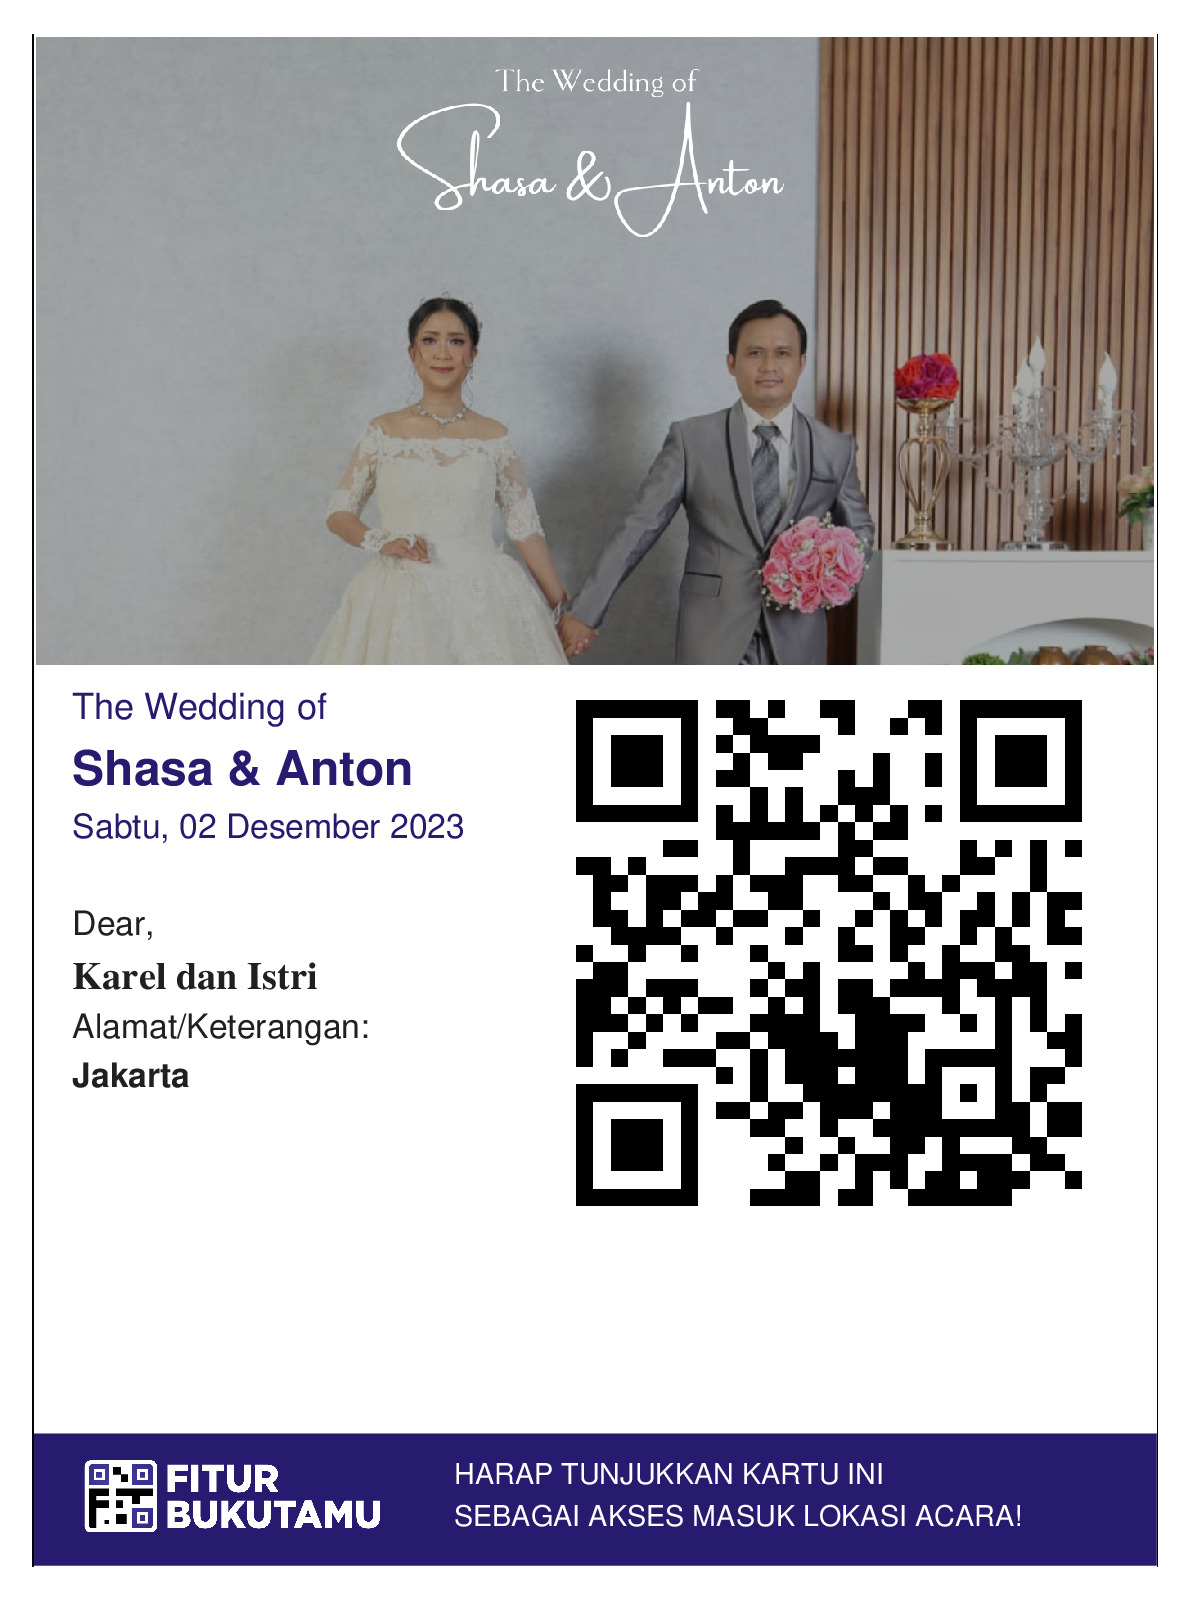 The Wedding of
Shasa & Anton
The Wedding of
Shasa & Anton
Sabtu, 02 Desember 2023
Dear,
Karel dan Istri
Alamat/Keterangan:
Jakarta
FITUR
BUKUTAMU
HARAP TUNJUKKAN KARTU INI
SEBAGAI AKSES MASUK LOKASI ACARA!